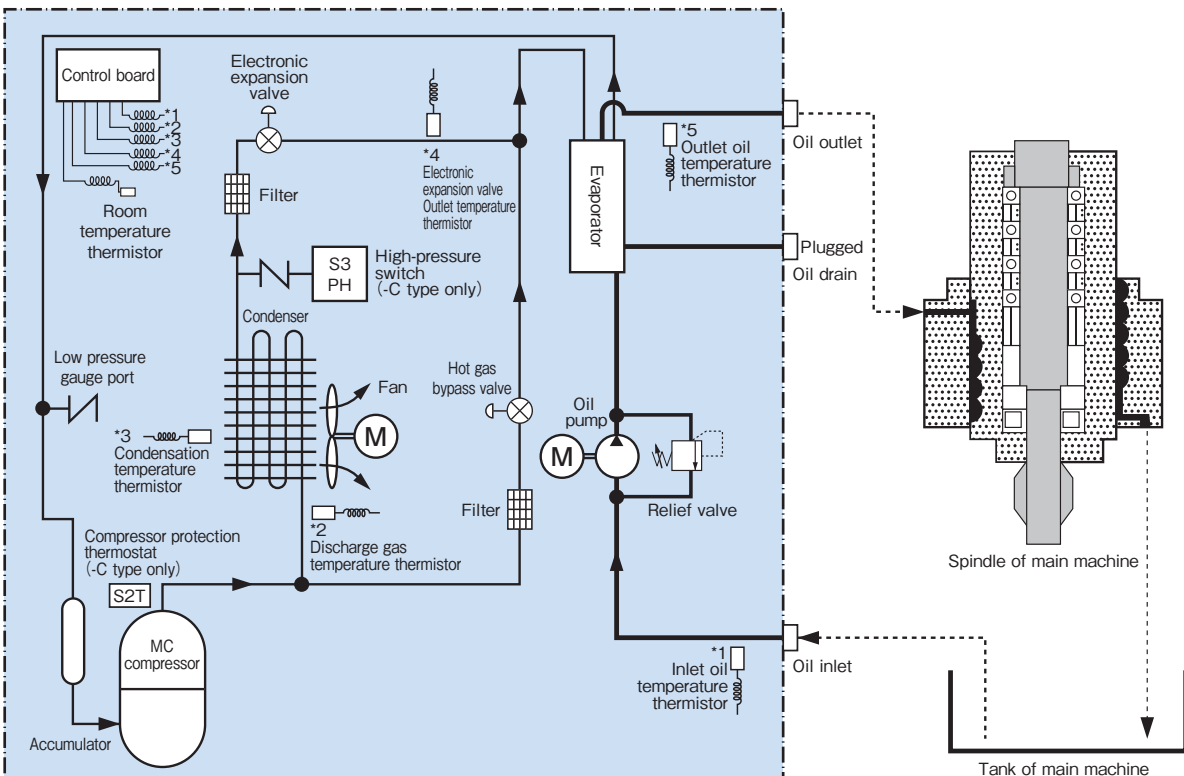 Control board
*1
*2
*3
*4
*5
Room
temperature
thermistor
Electronic
expansion
valve
Filter
*4
Electronic
expansion valve
Outlet temperature
thermistor
*5
Outlet oil
temperature
thermistor
Evaporator
Oil outlet
Plugged
Oil drain
S3
PH
High-pressure
switch
(-C type only)
Condenser
Low pressure
gauge port
Fan
M
Hot gas
bypass valve
Oil
pump
M
*3
Condensation
temperature
thermistor
Filter
Relief valve
*2
Discharge gas
temperature thermistor
Compressor protection
thermostat
(-C type only)
S2T
MC
compressor
Accumulator
*1
Inlet oil
temperature
thermistor
Oil inlet
Spindle of main machine
Tank of main machine